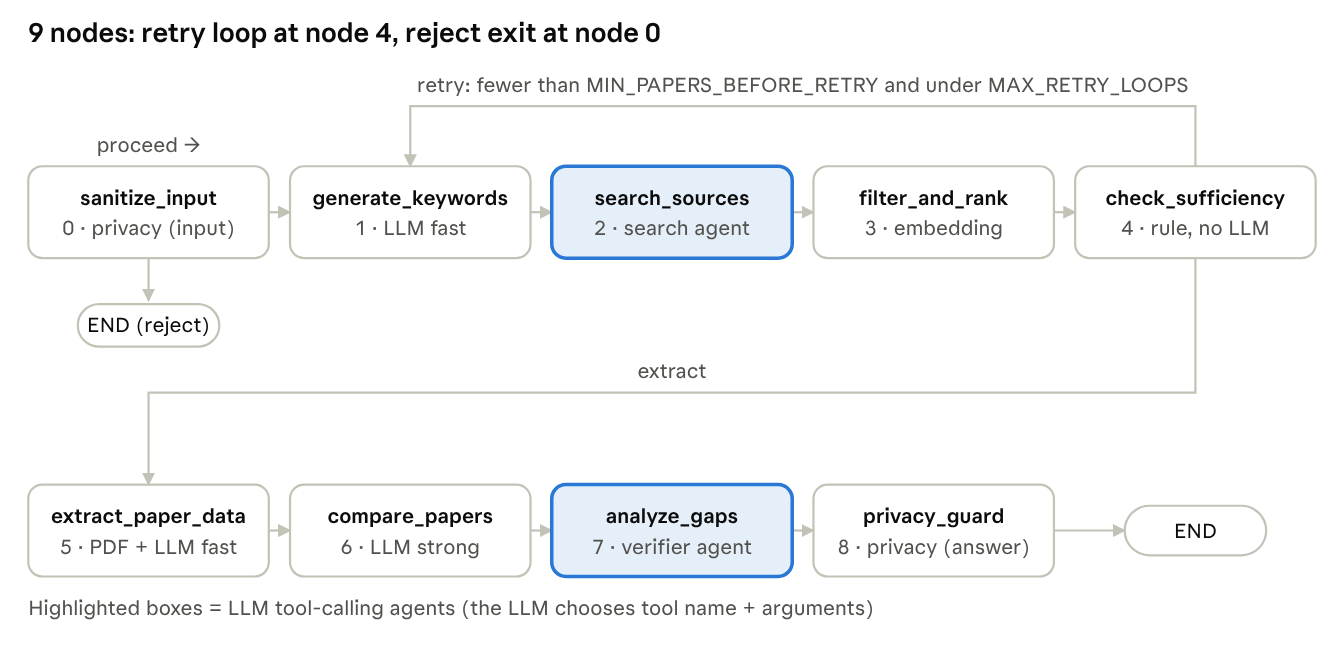 9 nodes: retry loop at node 4, reject exit at node 0
retry: fewer than MIN_PAPERS_BEFORE_RETRY and under MAX_RETRY_LOOPS
proceed →
sanitize_input
0 · privacy (input)
generate_keywords
1 · LLM fast
search_sources
2 · search agent
filter_and_rank
3 · embedding
check_sufficiency
4 · rule, no LLM
END (reject)
extract
extract_paper_data
5 · PDF + LLM fast
compare_papers
6 · LLM strong
analyze_gaps
7 · verifier agent
privacy_guard
8 · privacy (answer)
END
Highlighted boxes = LLM tool-calling agents (the LLM chooses tool name + arguments)